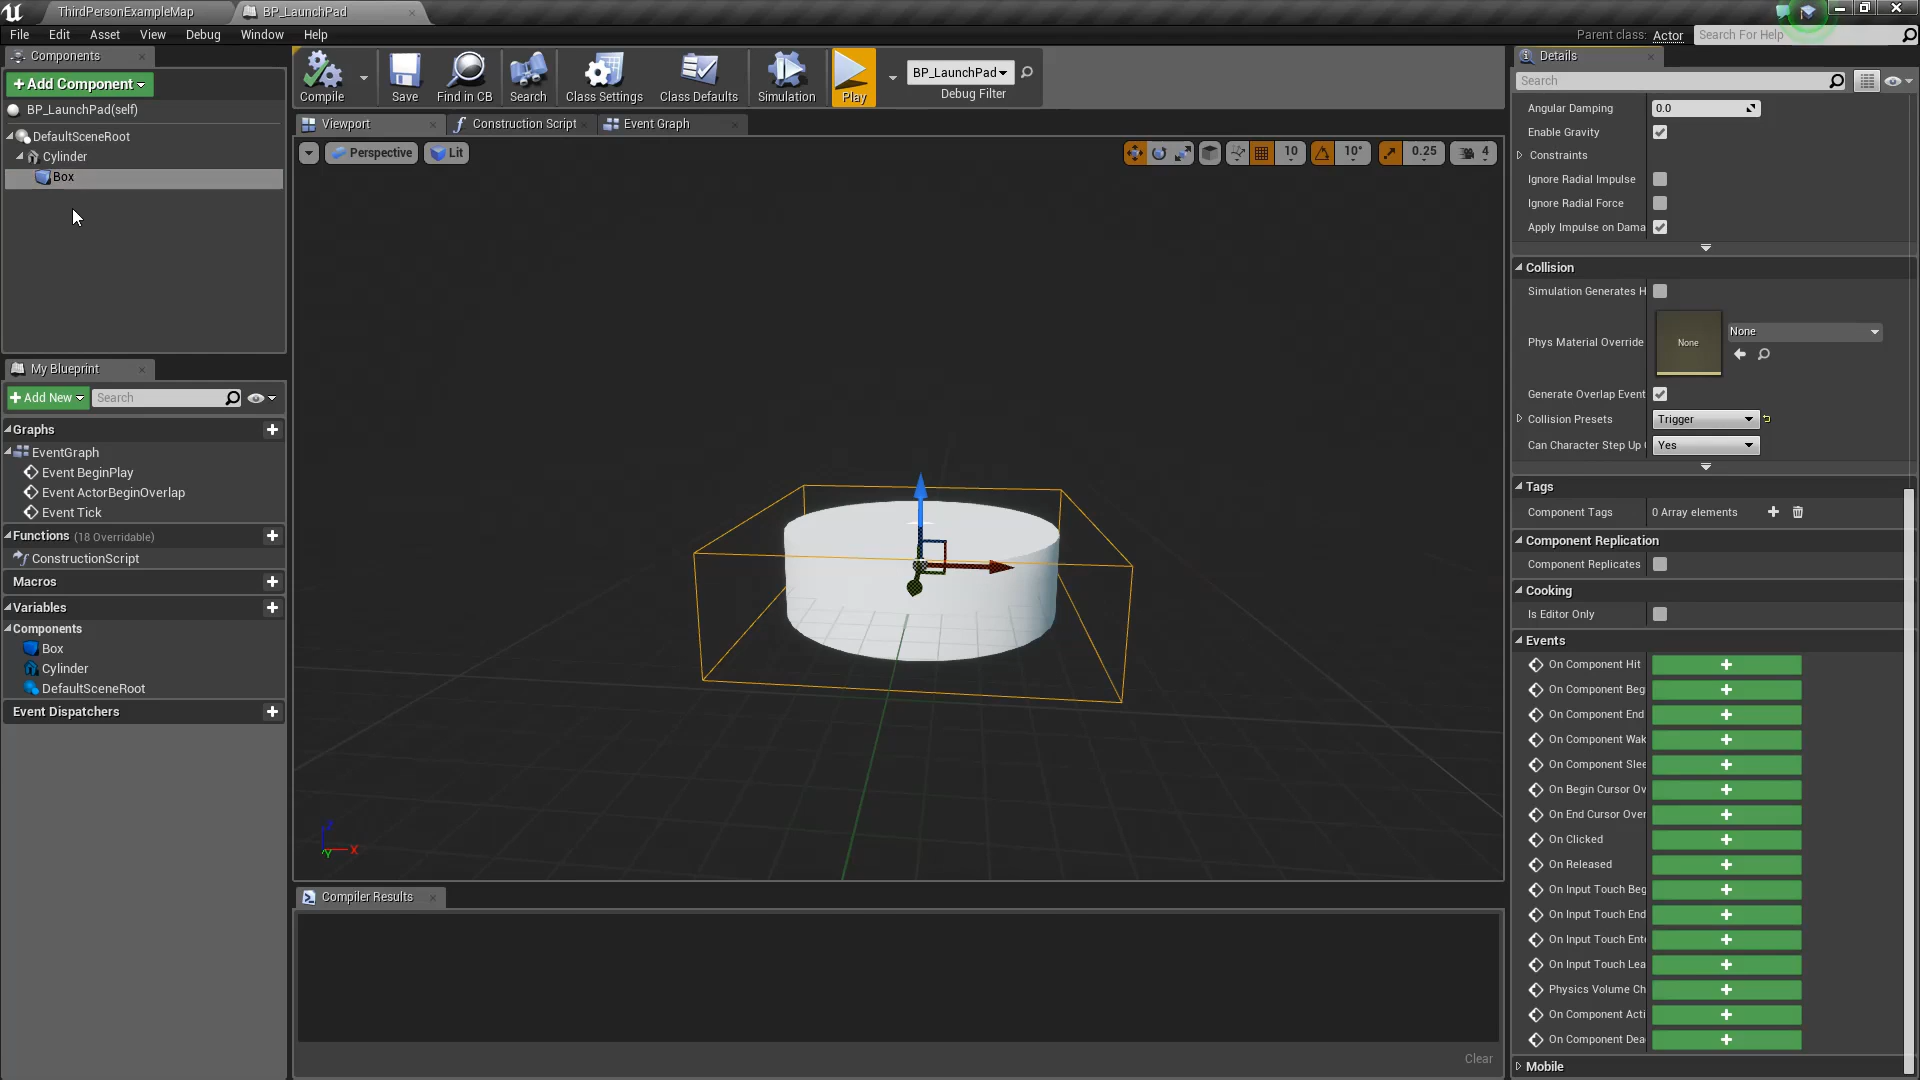 ThirdPersonExampleMap
BP_LaunchPad
File Edit Asset View Debug Window Help
Parent class: Actor
Search For Help
Components
+Add Component
BP_LaunchPad(self)
DefaultSceneRoot
Cylinder
Box
My Blueprint
+Add New
Search
Graphs
EventGraph
Event BeginPlay
Event ActorBeginOverlap
Event Tick
Functions (18 Overridable)
ConstructionScript
Macros
Variables
Components
Box
Cylinder
DefaultSceneRoot
Event Dispatchers
Compile
Save
Find in CB
Search
Class Settings
Class Defaults
Simulation
Play
BP_LaunchPad
Debug Filter
Viewport
Construction Script
Event Graph
Perspective
Lit
10
10°
0.25
4
Z
X
Y
Compiler Results
Clear
Details
Search
Angular Damping 0.0
Enable Gravity
Constraints
Ignore Radial Impulse
Ignore Radial Force
Apply Impulse on Dama
Collision
Simulation Generates H
Phys Material Override
None
None
Generate Overlap Event
Collision Presets Trigger
Can Character Step Up Yes
Tags
Component Tags 0 Array elements
Component Replication
Component Replicates
Cooking
Is Editor Only
Events
On Component Hit
On Component Beg
On Component End
On Component Wak
On Component Slee
On Begin Cursor Ov
On End Cursor Over
On Clicked
On Released
On Input Touch Beg
On Input Touch End
On Input Touch Ent
On Input Touch Lea
Physics Volume Ch
On Component Acti
On Component Dea
Mobile